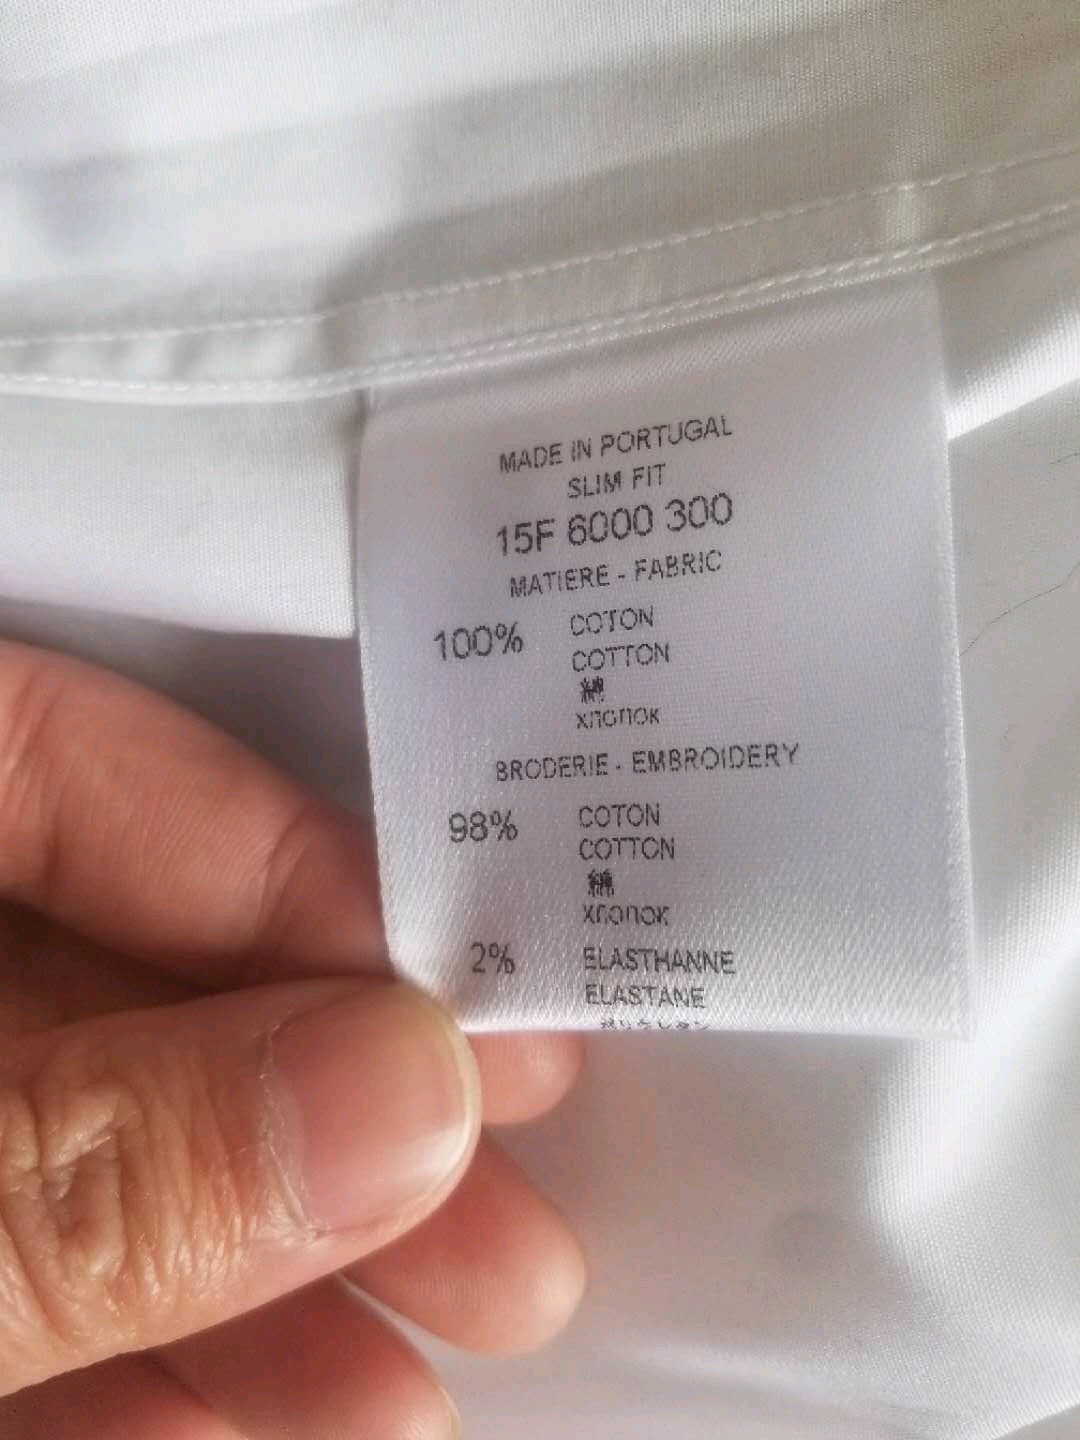 MADE IN PORTUGAL
SLIM FIT
15F 6000 300
MATIERE - FABRIC
100% COTON
COTTON
綿
хлопок
BRODERIE - EMBROIDERY
98% COTON
COTTON
綿
хлопок
2% ELASTHANNE
ELASTANE